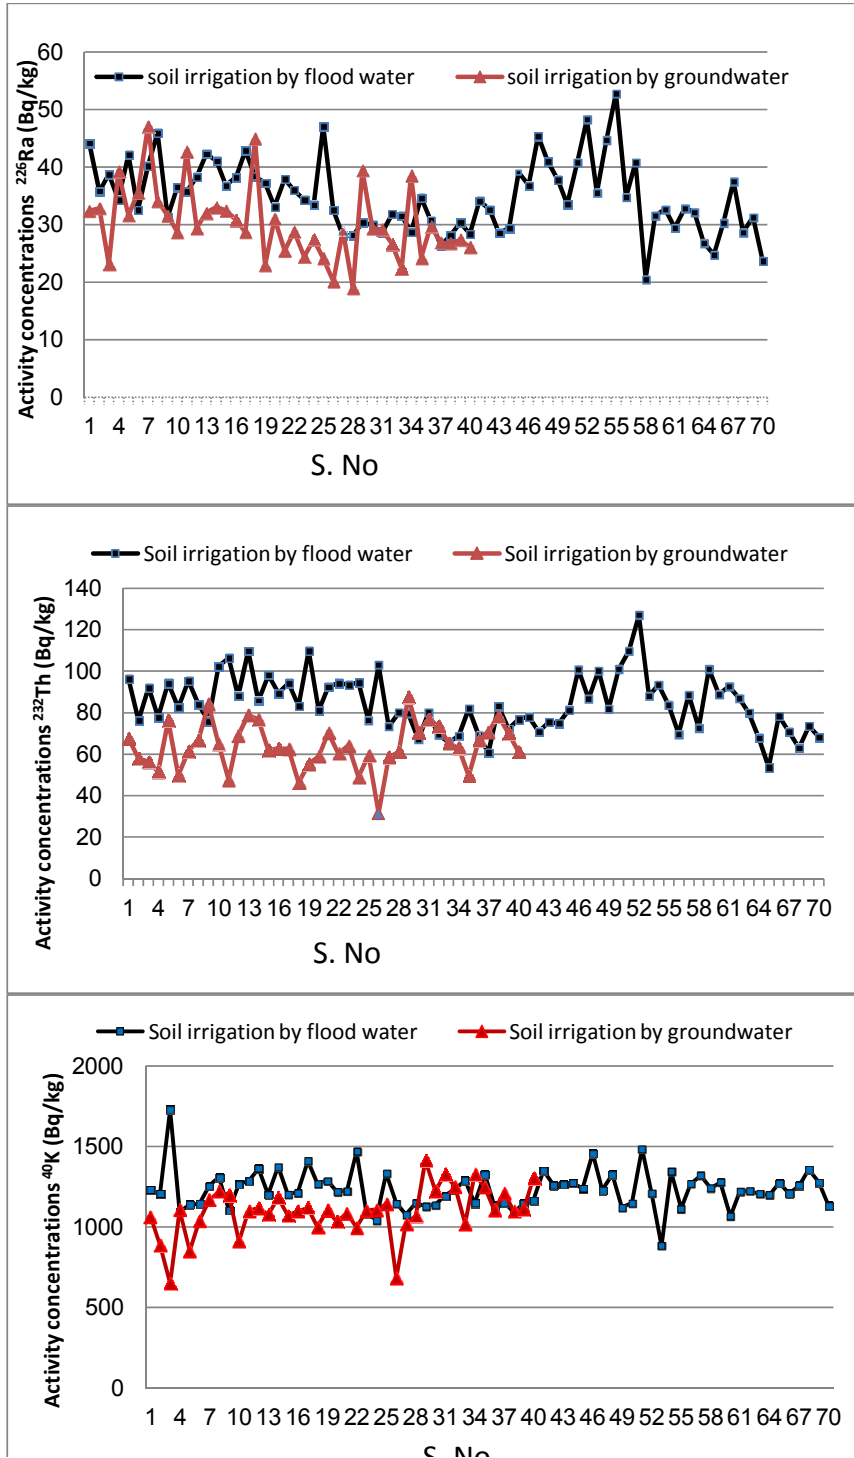 60
50
40
30
20
10
0
Activity concentrations ²²⁶Ra (Bq/kg)
soil irrigation by flood water
soil irrigation by groundwater
1 4 7 10 13 16 19 22 25 28 31 34 37 40 43 46 49 52 55 58 61 64 67 70
S. No
Soil irrigation by flood water
Soil irrigation by groundwater
140
120
100
80
60
40
20
0
Activity concentrations ²³²Th (Bq/kg)
1 4 7 10 13 16 19 22 25 28 31 34 37 40 43 46 49 52 55 58 61 64 67 70
S. No
Soil irrigation by flood water
Soil irrigation by groundwater
2000
1500
1000
500
0
Activity concentrations ⁴⁰K (Bq/kg)
1 4 7 10 13 16 19 22 25 28 31 34 37 40 43 46 49 52 55 58 61 64 67 70
S. No